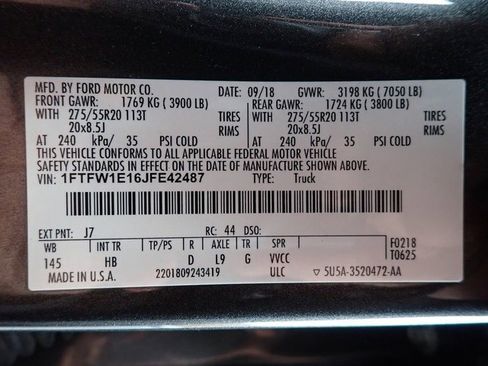 MFD. BY FORD MOTOR CO. DATE: 09/18 GVWR: 3198 KG ( 7050 LB)
FRONT GAWR: 1769 KG ( 3900 LB) REAR GAWR: 1724 KG ( 3800 LB)
WITH 275/55R20 113T TIRES WITH 275/55R20 113T TIRES
20x8.5J RIMS 20x8.5J RIMS
AT 240 kPa/ 35 PSI COLD AT 240 kPa/ 35 PSI COLD
THIS VEHICLE CONFORMS TO ALL APPLICABLE FEDERAL MOTOR VEHICLE
SAFETY STANDARDS IN EFFECT ON THE DATE OF MANUFACTURE SHOWN ABOVE.
VIN: 1FTFW1E16JFE42487 TYPE: Truck
EXT PNT: J7 RC: 44 DSO:
WB INT TR TP/PS R AXLE TR SPR F0218
145 HB D L9 G VVCC T0625
MADE IN U.S.A. 2201809243419 ULC 5U5A-3520472-AA